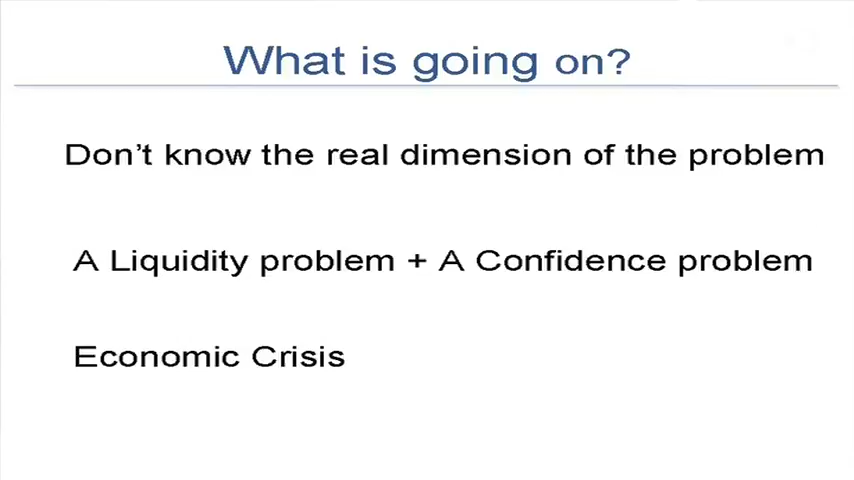 What is going on?
Don't know the real dimension of the problem
A Liquidity problem + A Confidence problem
Economic Crisis